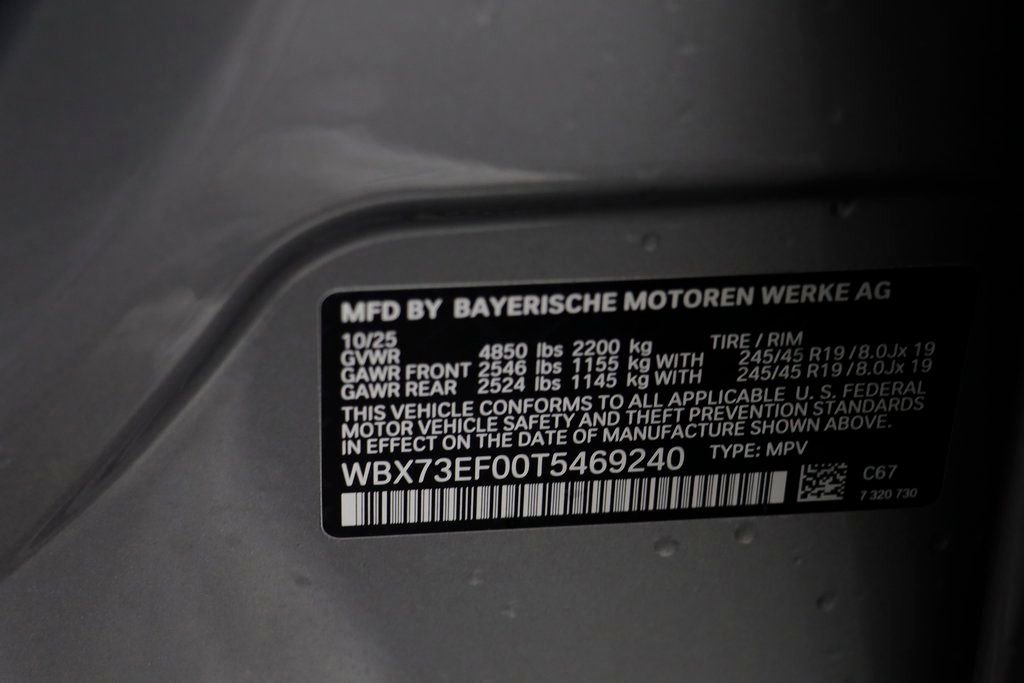 MFD BY BAYERISCHE MOTOREN WERKE AG
10/25 TIRE / RIM
GVWR 4850 lbs 2200 kg
GAWR FRONT 2546 lbs 1155 kg WITH 245/45 R19 / 8.0Jx 19
GAWR REAR 2524 lbs 1145 kg WITH 245/45 R19 / 8.0Jx 19
THIS VEHICLE CONFORMS TO ALL APPLICABLE U. S. FEDERAL
MOTOR VEHICLE SAFETY AND THEFT PREVENTION STANDARDS
IN EFFECT ON THE DATE OF MANUFACTURE SHOWN ABOVE.
WBX73EF00T5469240 TYPE: MPV
C67
7 320 730